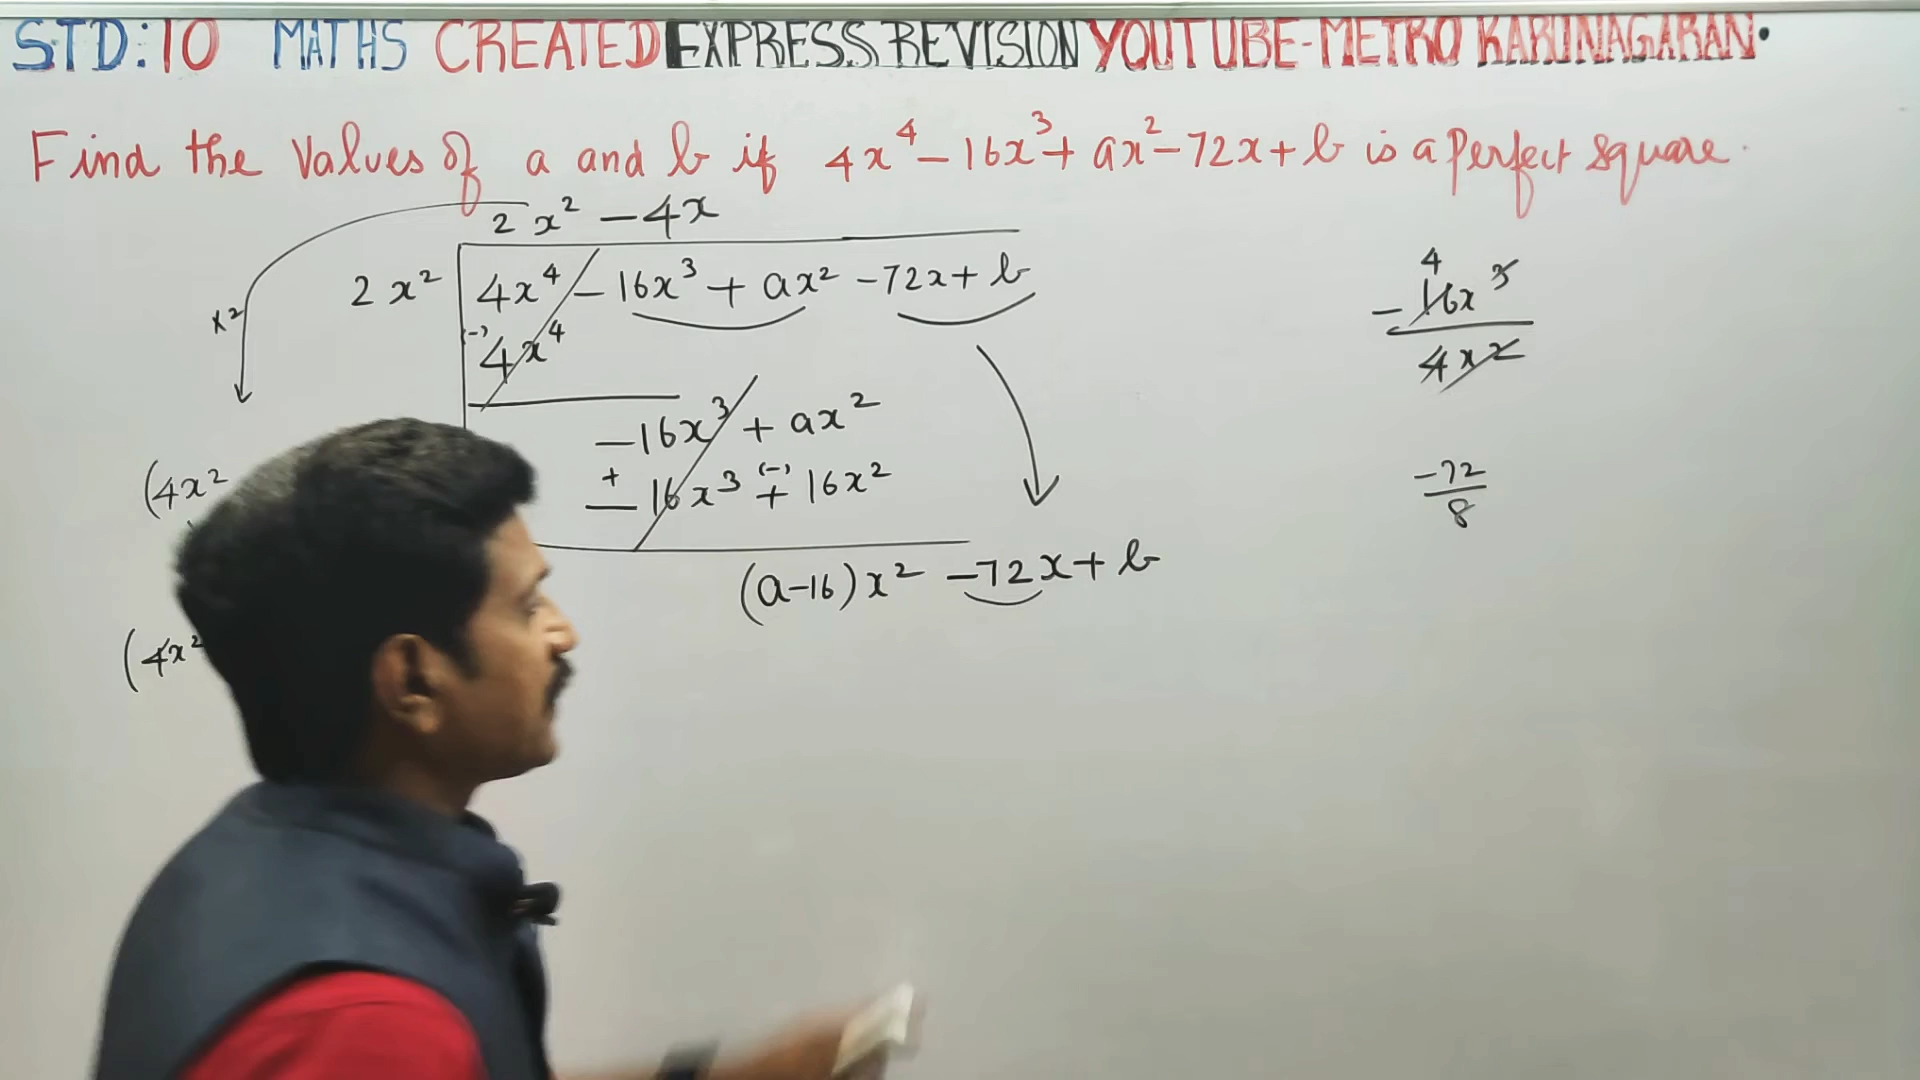 STD:10 MATHS CREATED EXPRESS REVISION YOUTUBE-METRO KARUNAGARAN.
Find the values of a and b if 4x⁴-16x³+ax²-72x+b is a perfect square.
2x² -4x
2x² 4x⁴-16x³+ax²-72x+b
x2
(-) 4x⁴
-16x³+ax²
+ (-)
-16x³+16x²
(4x²
(a-16)x² -72x+b
(4x²
4
-16x³
4x²
-72
8